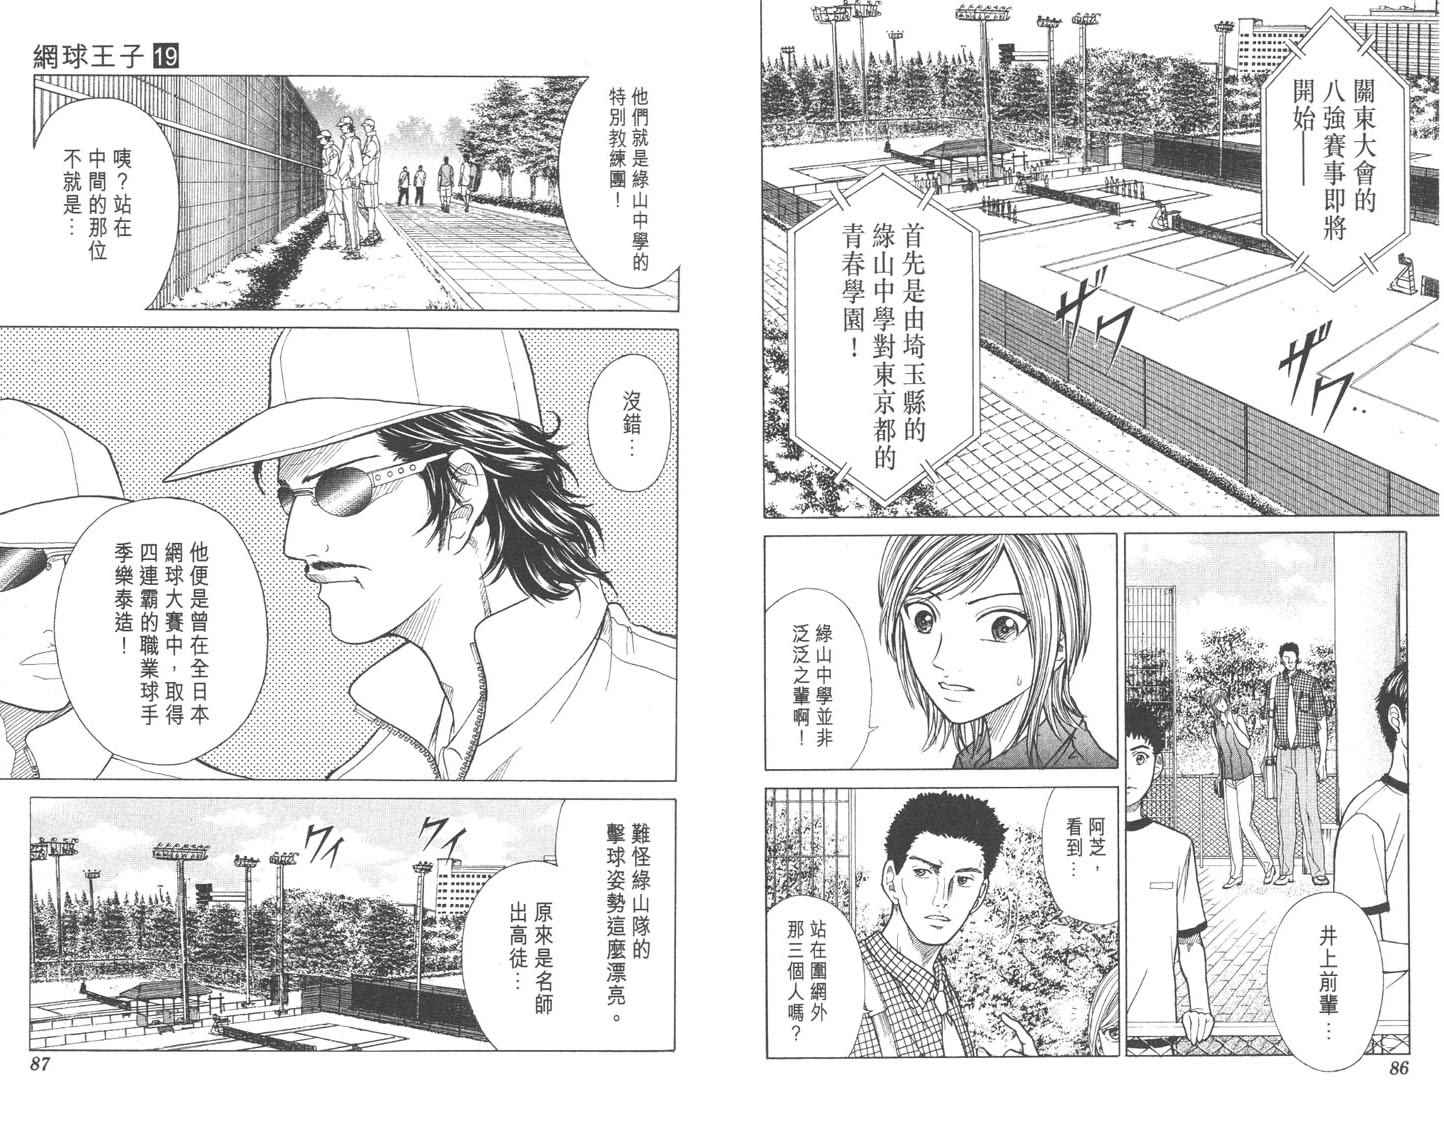 關東大會的
八強賽事即將
開始——
首先是由埼玉縣的
綠山中學對東京都的
青春學園！
ザワ
ザワ‥
井上前輩…
綠山中學並非
泛泛之輩啊！
阿芝，
看到…
站在圍網外
那三個人嗎？
86
網球王子19
他們就是綠山中學的
特別教練團！
咦？站在
中間的那位
不就是…
沒錯…
他便是曾在全日本
網球大賽中，取得
四連霸的職業球手
季樂泰造！
難怪綠山隊的
擊球姿勢這麼漂亮。
原來是名師
出高徒…
ワイ
ワイ
87